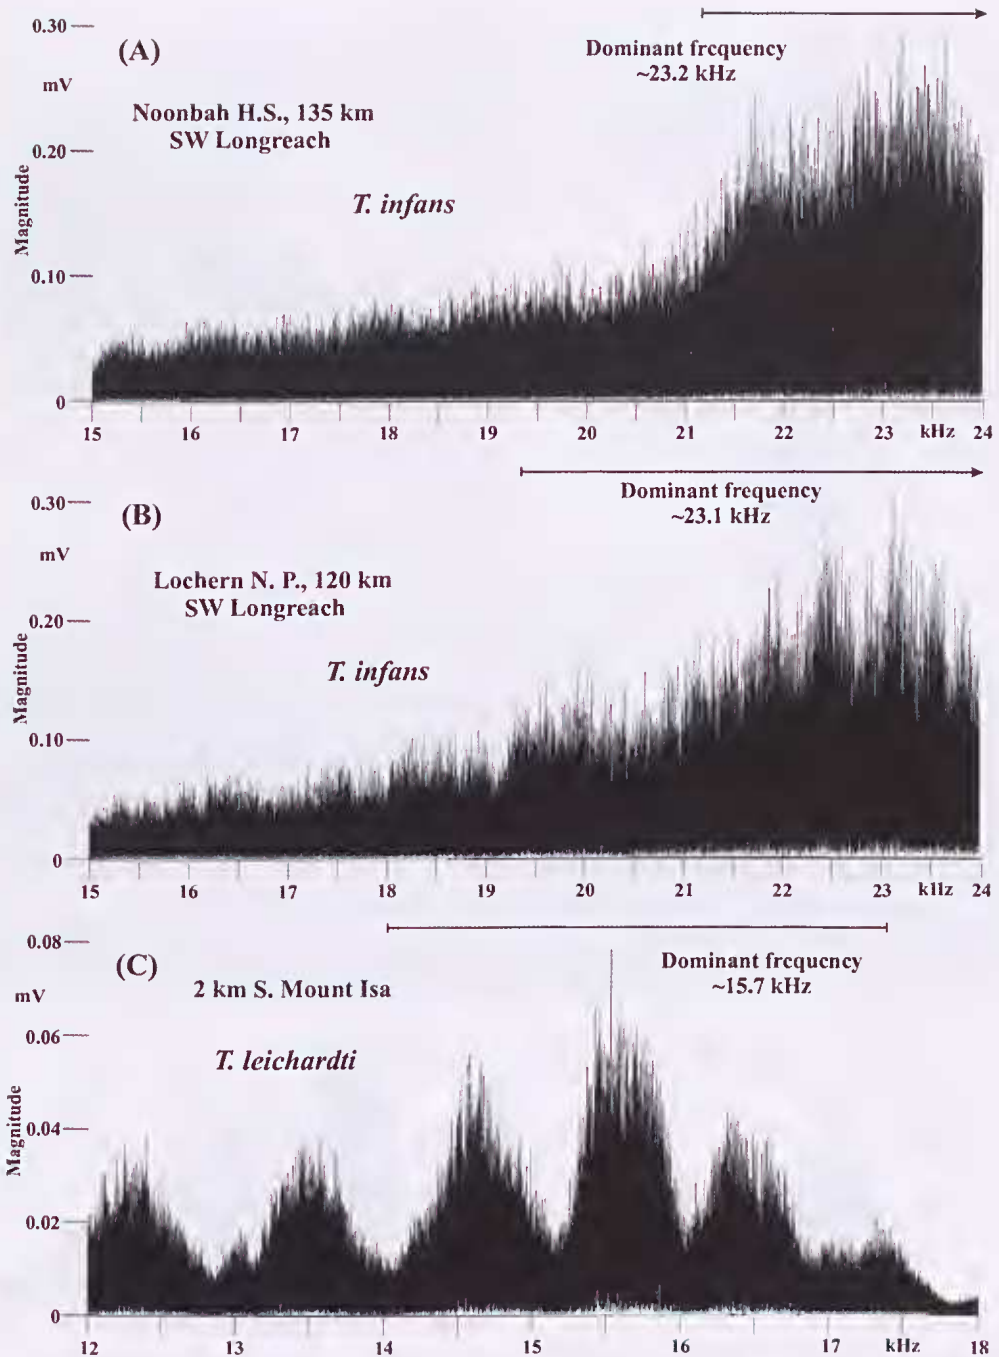 0.30
(A)
Dominant frequency
~23.2 kHz
mV
Noonbah H.S., 135 km
SW Longreach
0.20
T. infans
Magnitude
0.10
0
15 16 17 18 19 20 21 22 23 kHz 24
Dominant frequency
~23.1 kHz
0.30
(B)
mV
Lochern N. P., 120 km
SW Longreach
0.20
T. infans
Magnitude
0.10
0
15 16 17 18 19 20 21 22 23 kHz 24
0.08
(C)
Dominant frequency
~15.7 kHz
mV
2 km S. Mount Isa
0.06
T. leichardti
Magnitude
0.04
0.02
0
12 13 14 15 16 17 kHz 18